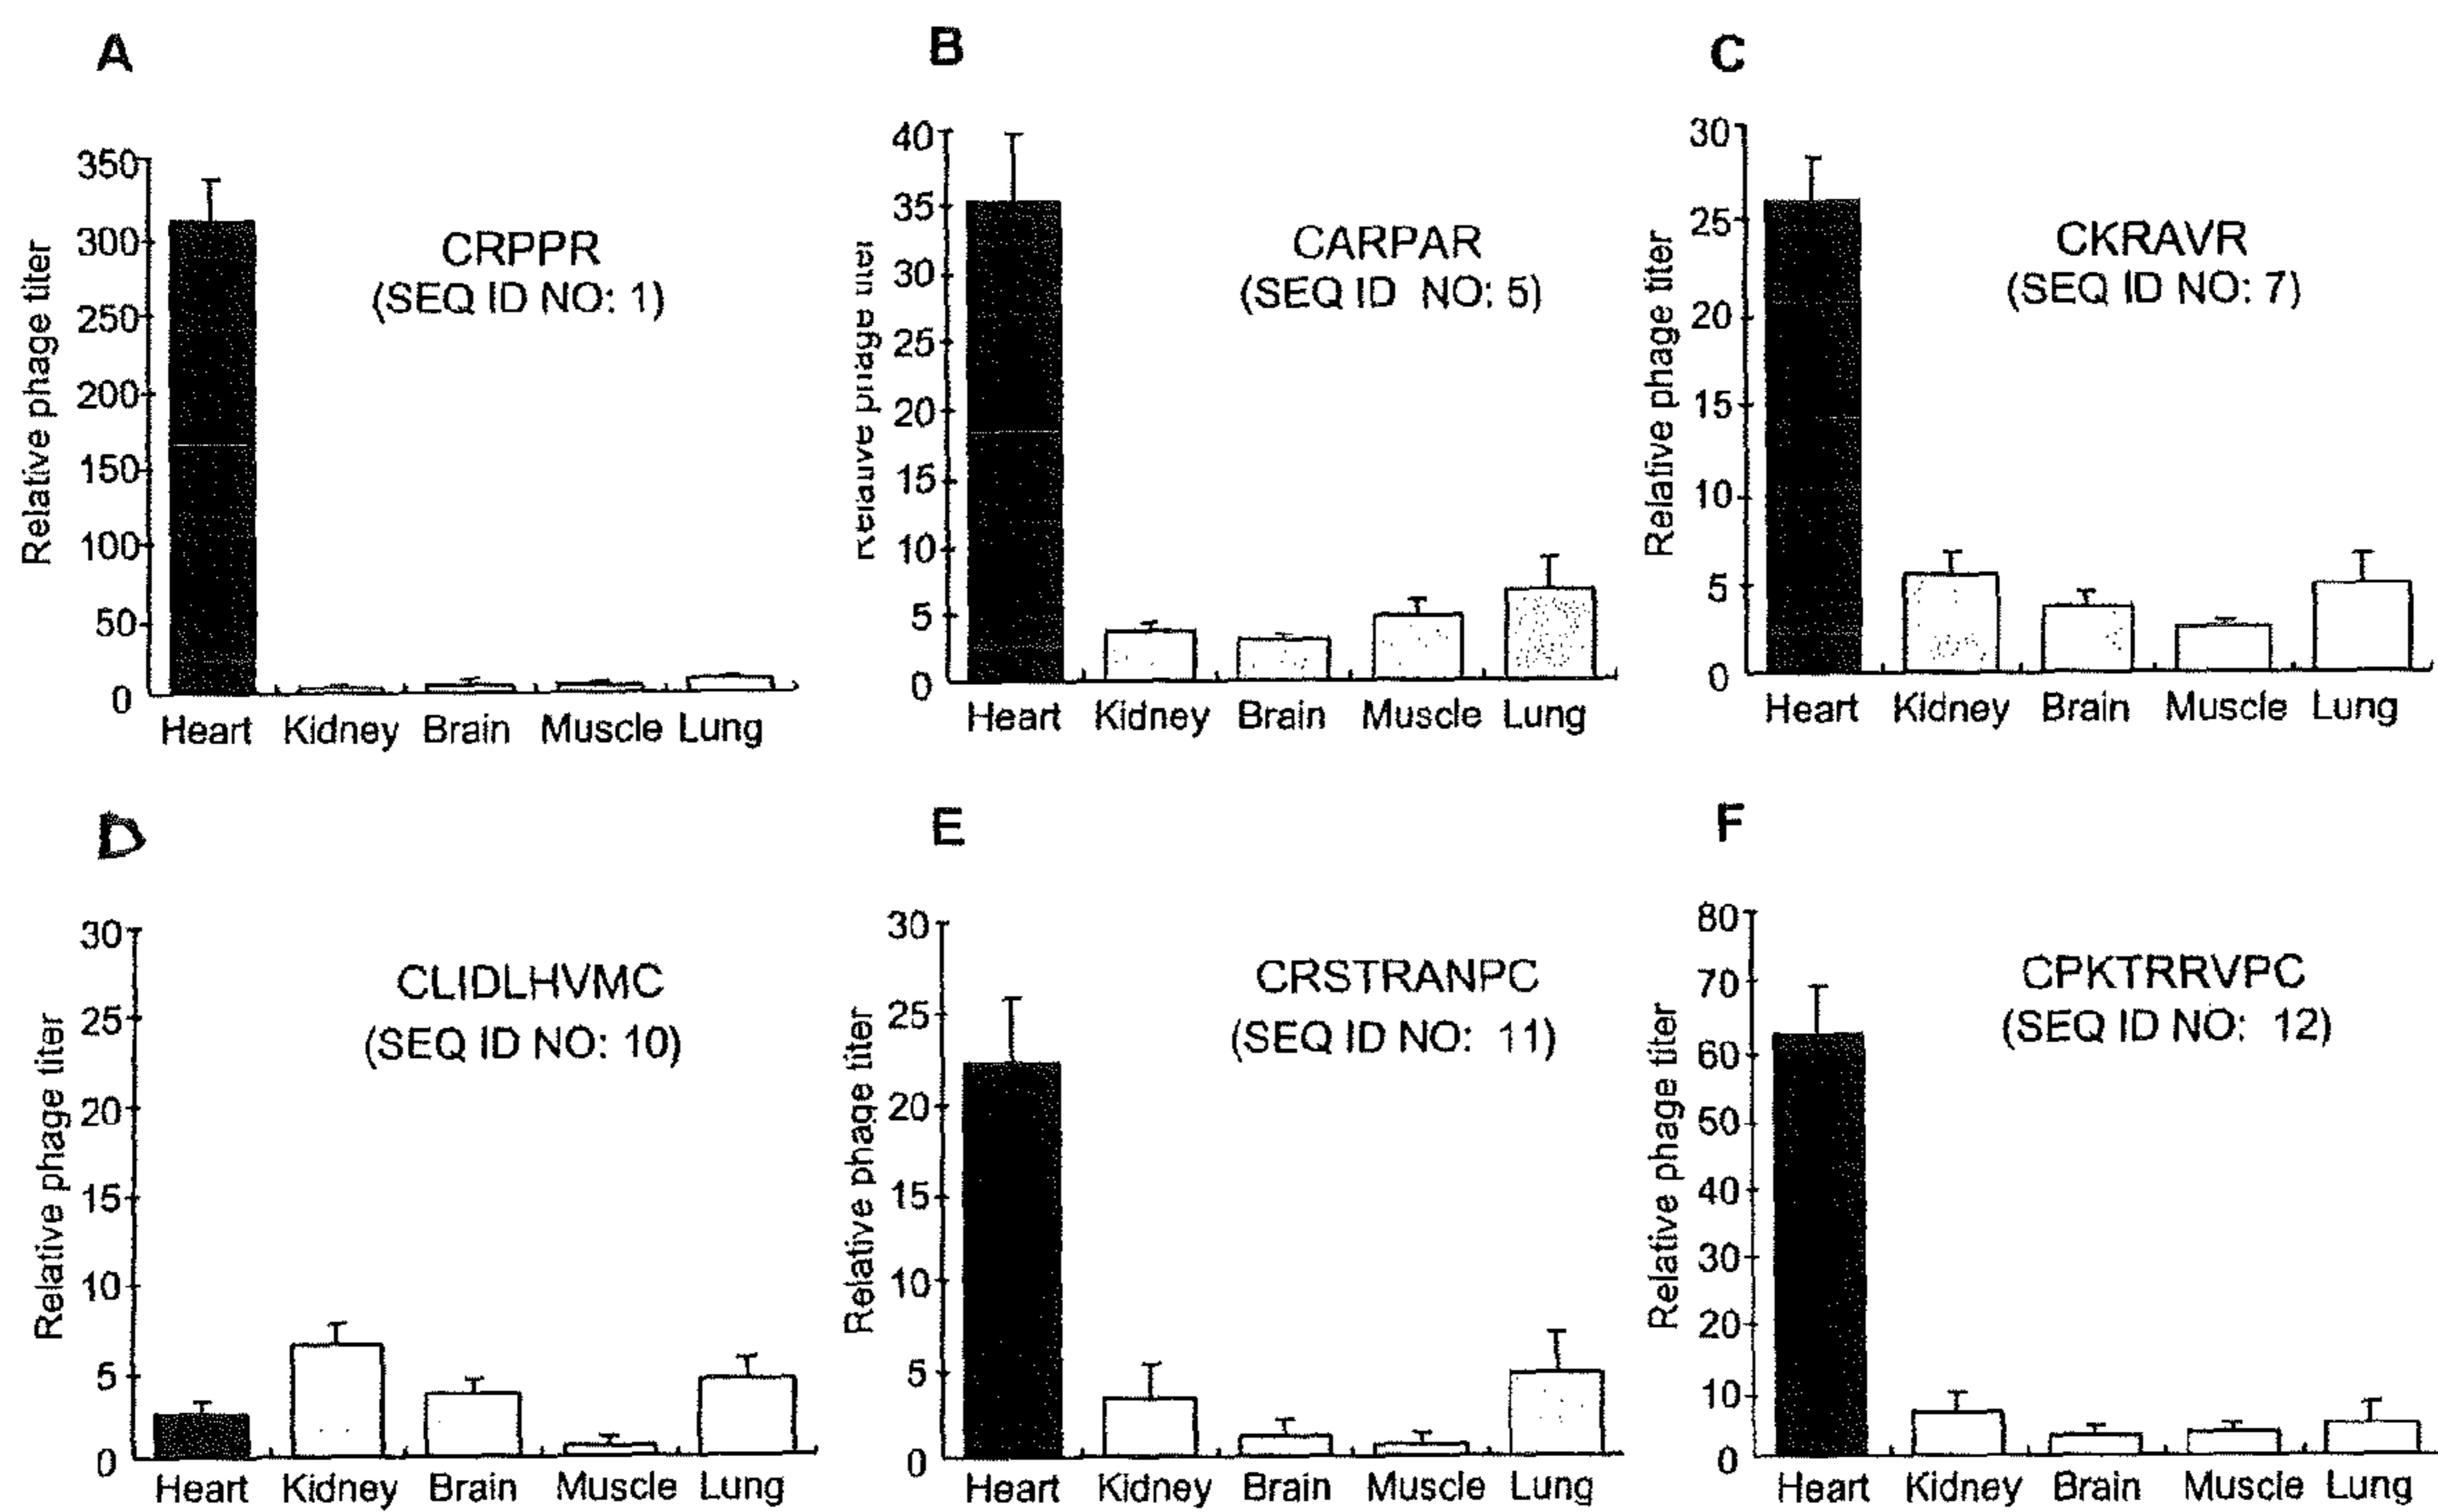 A
350
300
250
200
150
100
50
0
Relative phage titer
CRPPR
(SEQ ID NO: 1)
Heart Kidney Brain Muscle Lung
B
40
35
30
25
20
15
10
5
0
Relative phage titer
CARPAR
(SEQ ID NO: 5)
Heart Kidney Brain Muscle Lung
C
30
25
20
15
10
5
0
Relative phage titer
CKRAVR
(SEQ ID NO: 7)
Heart Kidney Brain Muscle Lung
D
30
25
20
15
10
5
0
Relative phage titer
CLIDLHVMC
(SEQ ID NO: 10)
Heart Kidney Brain Muscle Lung
E
30
25
20
15
10
5
0
Relative phage titer
CRSTRANPC
(SEQ ID NO: 11)
Heart Kidney Brain Muscle Lung
F
80
70
60
50
40
30
20
10
0
Relative phage titer
CPKTRRVPC
(SEQ ID NO: 12)
Heart Kidney Brain Muscle Lung